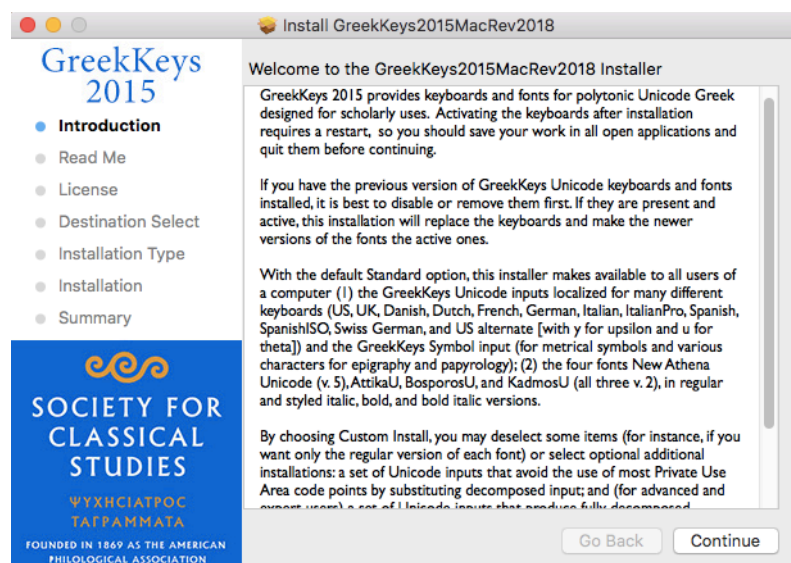 Install GreekKeys2015MacRev2018
GreekKeys
2015
Introduction
Read Me
License
Destination Select
Installation Type
Installation
Summary
SOCIETY FOR
CLASSICAL
STUDIES
ΨΥΧΗCΙΑΤΡΟC
ΤΑΓΡΑΜΜΑΤΑ
FOUNDED IN 1869 AS THE AMERICAN
PHILOLOGICAL ASSOCIATION
Welcome to the GreekKeys2015MacRev2018 Installer
GreekKeys 2015 provides keyboards and fonts for polytonic Unicode Greek
designed for scholarly uses. Activating the keyboards after installation
requires a restart, so you should save your work in all open applications and
quit them before continuing.
If you have the previous version of GreekKeys Unicode keyboards and fonts
installed, it is best to disable or remove them first. If they are present and
active, this installation will replace the keyboards and make the newer
versions of the fonts the active ones.
With the default Standard option, this installer makes available to all users of
a computer (1) the GreekKeys Unicode inputs localized for many different
keyboards (US, UK, Danish, Dutch, French, German, Italian, ItalianPro, Spanish,
SpanishISO, Swiss German, and US alternate [with y for upsilon and u for
theta]) and the GreekKeys Symbol input (for metrical symbols and various
characters for epigraphy and papyrology); (2) the four fonts New Athena
Unicode (v. 5), AttikaU, BosporosU, and KadmosU (all three v. 2), in regular
and styled italic, bold, and bold italic versions.
By choosing Custom Install, you may deselect some items (for instance, if you
want only the regular version of each font) or select optional additional
installations: a set of Unicode inputs that avoid the use of most Private Use
Area code points by substituting decomposed input; and (for advanced and
expert users) a set of Unicode inputs that produce fully decomposed
Go Back
Continue